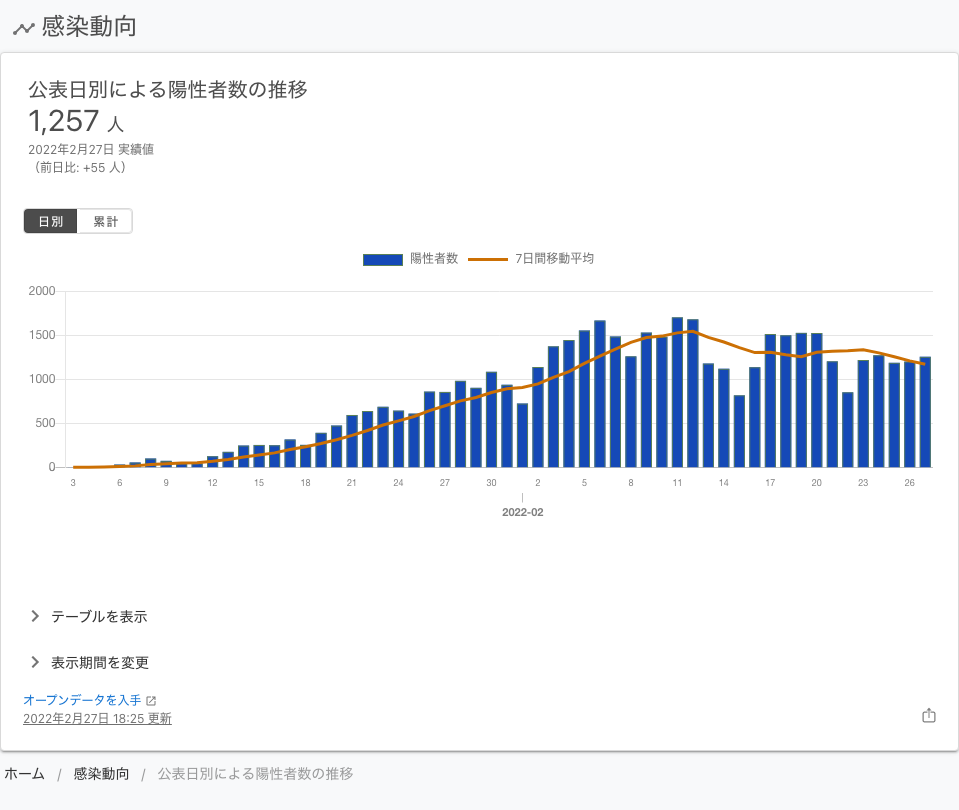 感染動向
公表日別による陽性者数の推移
1,257 人
2022年2月27日 実績値
（前日比: +55 人）
日別 累計
陽性者数 7日間移動平均
2000
1500
1000
500
0
3 6 9 12 15 18 21 24 27 30 2 5 8 11 14 17 20 23 26
2022-02
テーブルを表示
表示期間を変更
オープンデータを入手
2022年2月27日 18:25 更新
ホーム / 感染動向 / 公表日別による陽性者数の推移